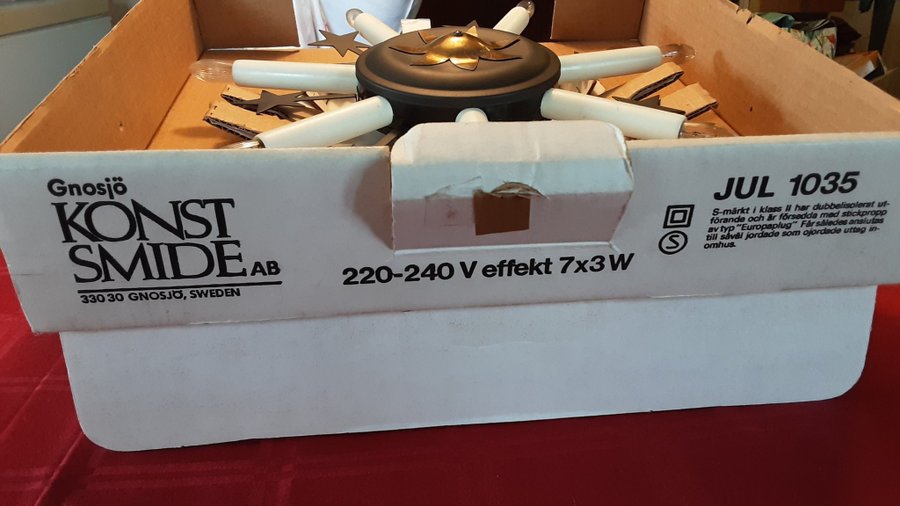 Gnosjö
KONST
SMIDE AB
330 30 GNOSJÖ, SWEDEN
220-240 V effekt 7x3 W
JUL 1035
S-märkt i klass II har dubbelisolerat ut-
förande och är försedda med stickpropp
av typ "Europaplug" Får således anslutas
till såväl jordade som ojordade uttag in-
omhus.
S